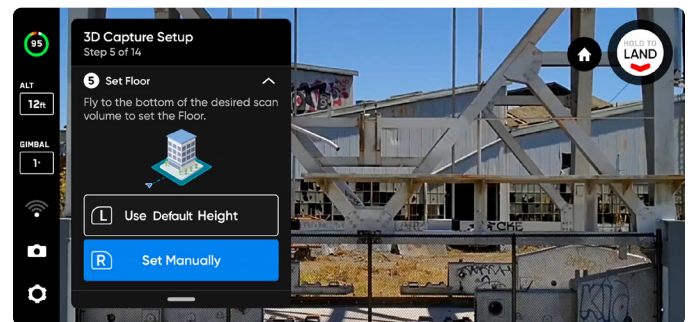 95
3D Capture Setup
Step 5 of 14
HOLD TO
LAND
5 Set Floor
ALT
12ft
Fly to the bottom of the desired scan
volume to set the Floor.
GIMBAL
1°
L Use Default Height
R Set Manually